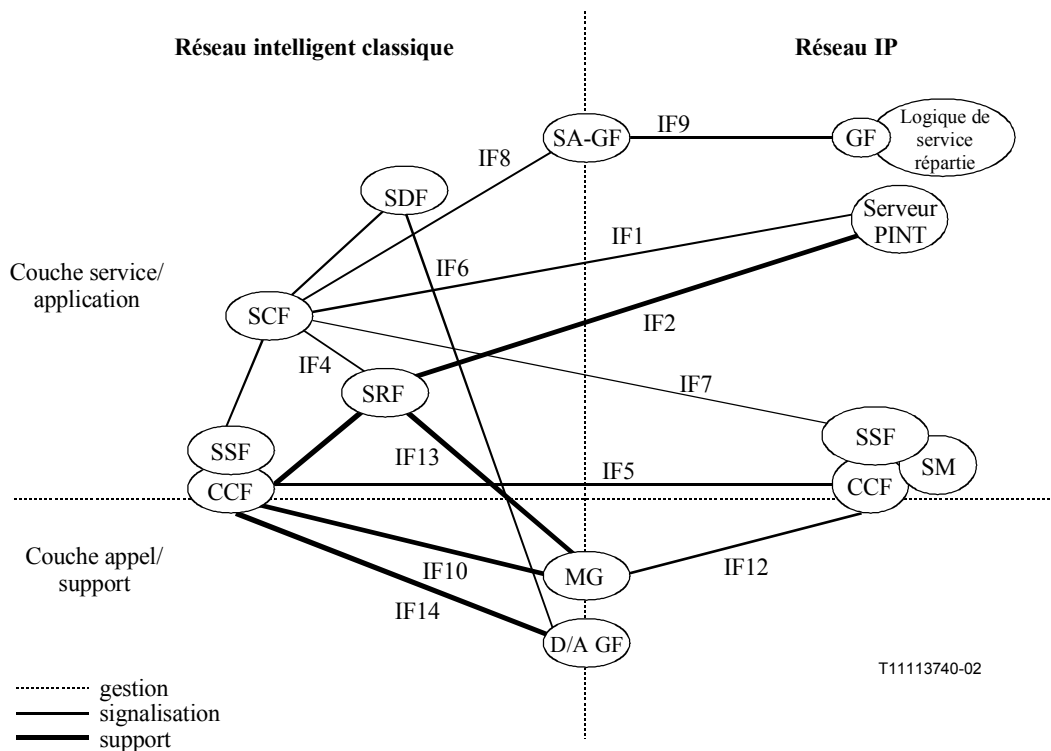 Réseau intelligent classique
Réseau IP
SA-GF
IF9
GF
Logique de
service
répartie
IF8
SDF
Serveur
PINT
IF1
IF6
Couche service/
application
SCF
IF2
IF4
SRF
IF7
SSF
SSF
IF13
IF5
SM
CCF
CCF
Couche appel/
support
IF10
MG
IF12
IF14
D/A GF
T11113740-02
gestion
signalisation
support